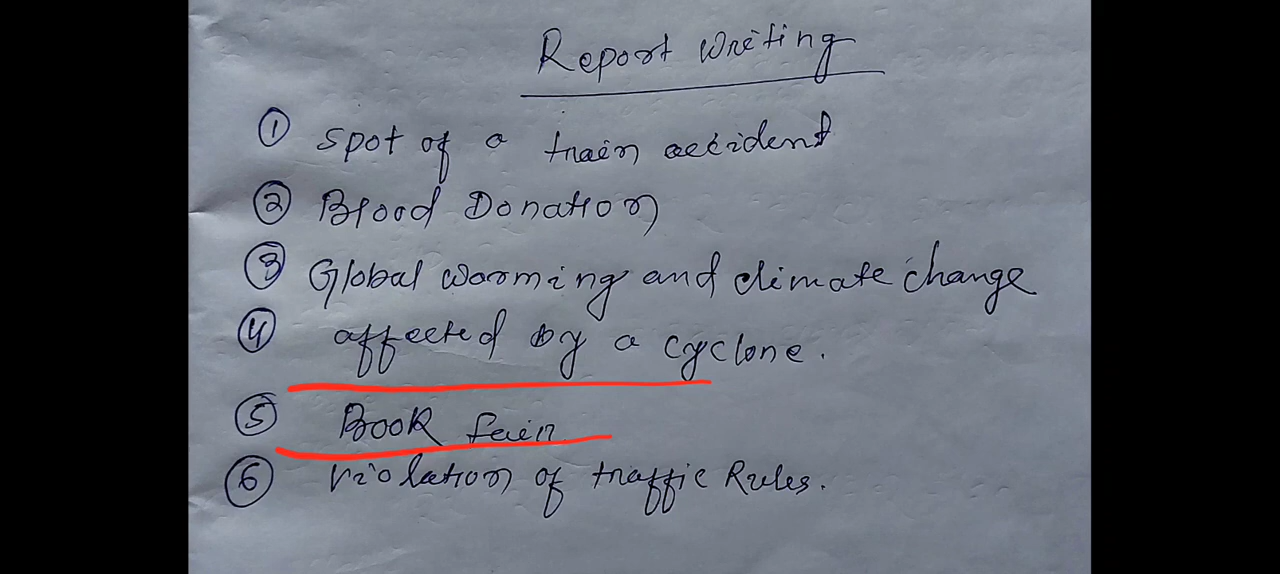 Report Writing
① Spot of a train accident
② Blood Donation
③ Global warming and climate change
④ affected by a cyclone.
⑤ Book fair
⑥ violation of traffic Rules.